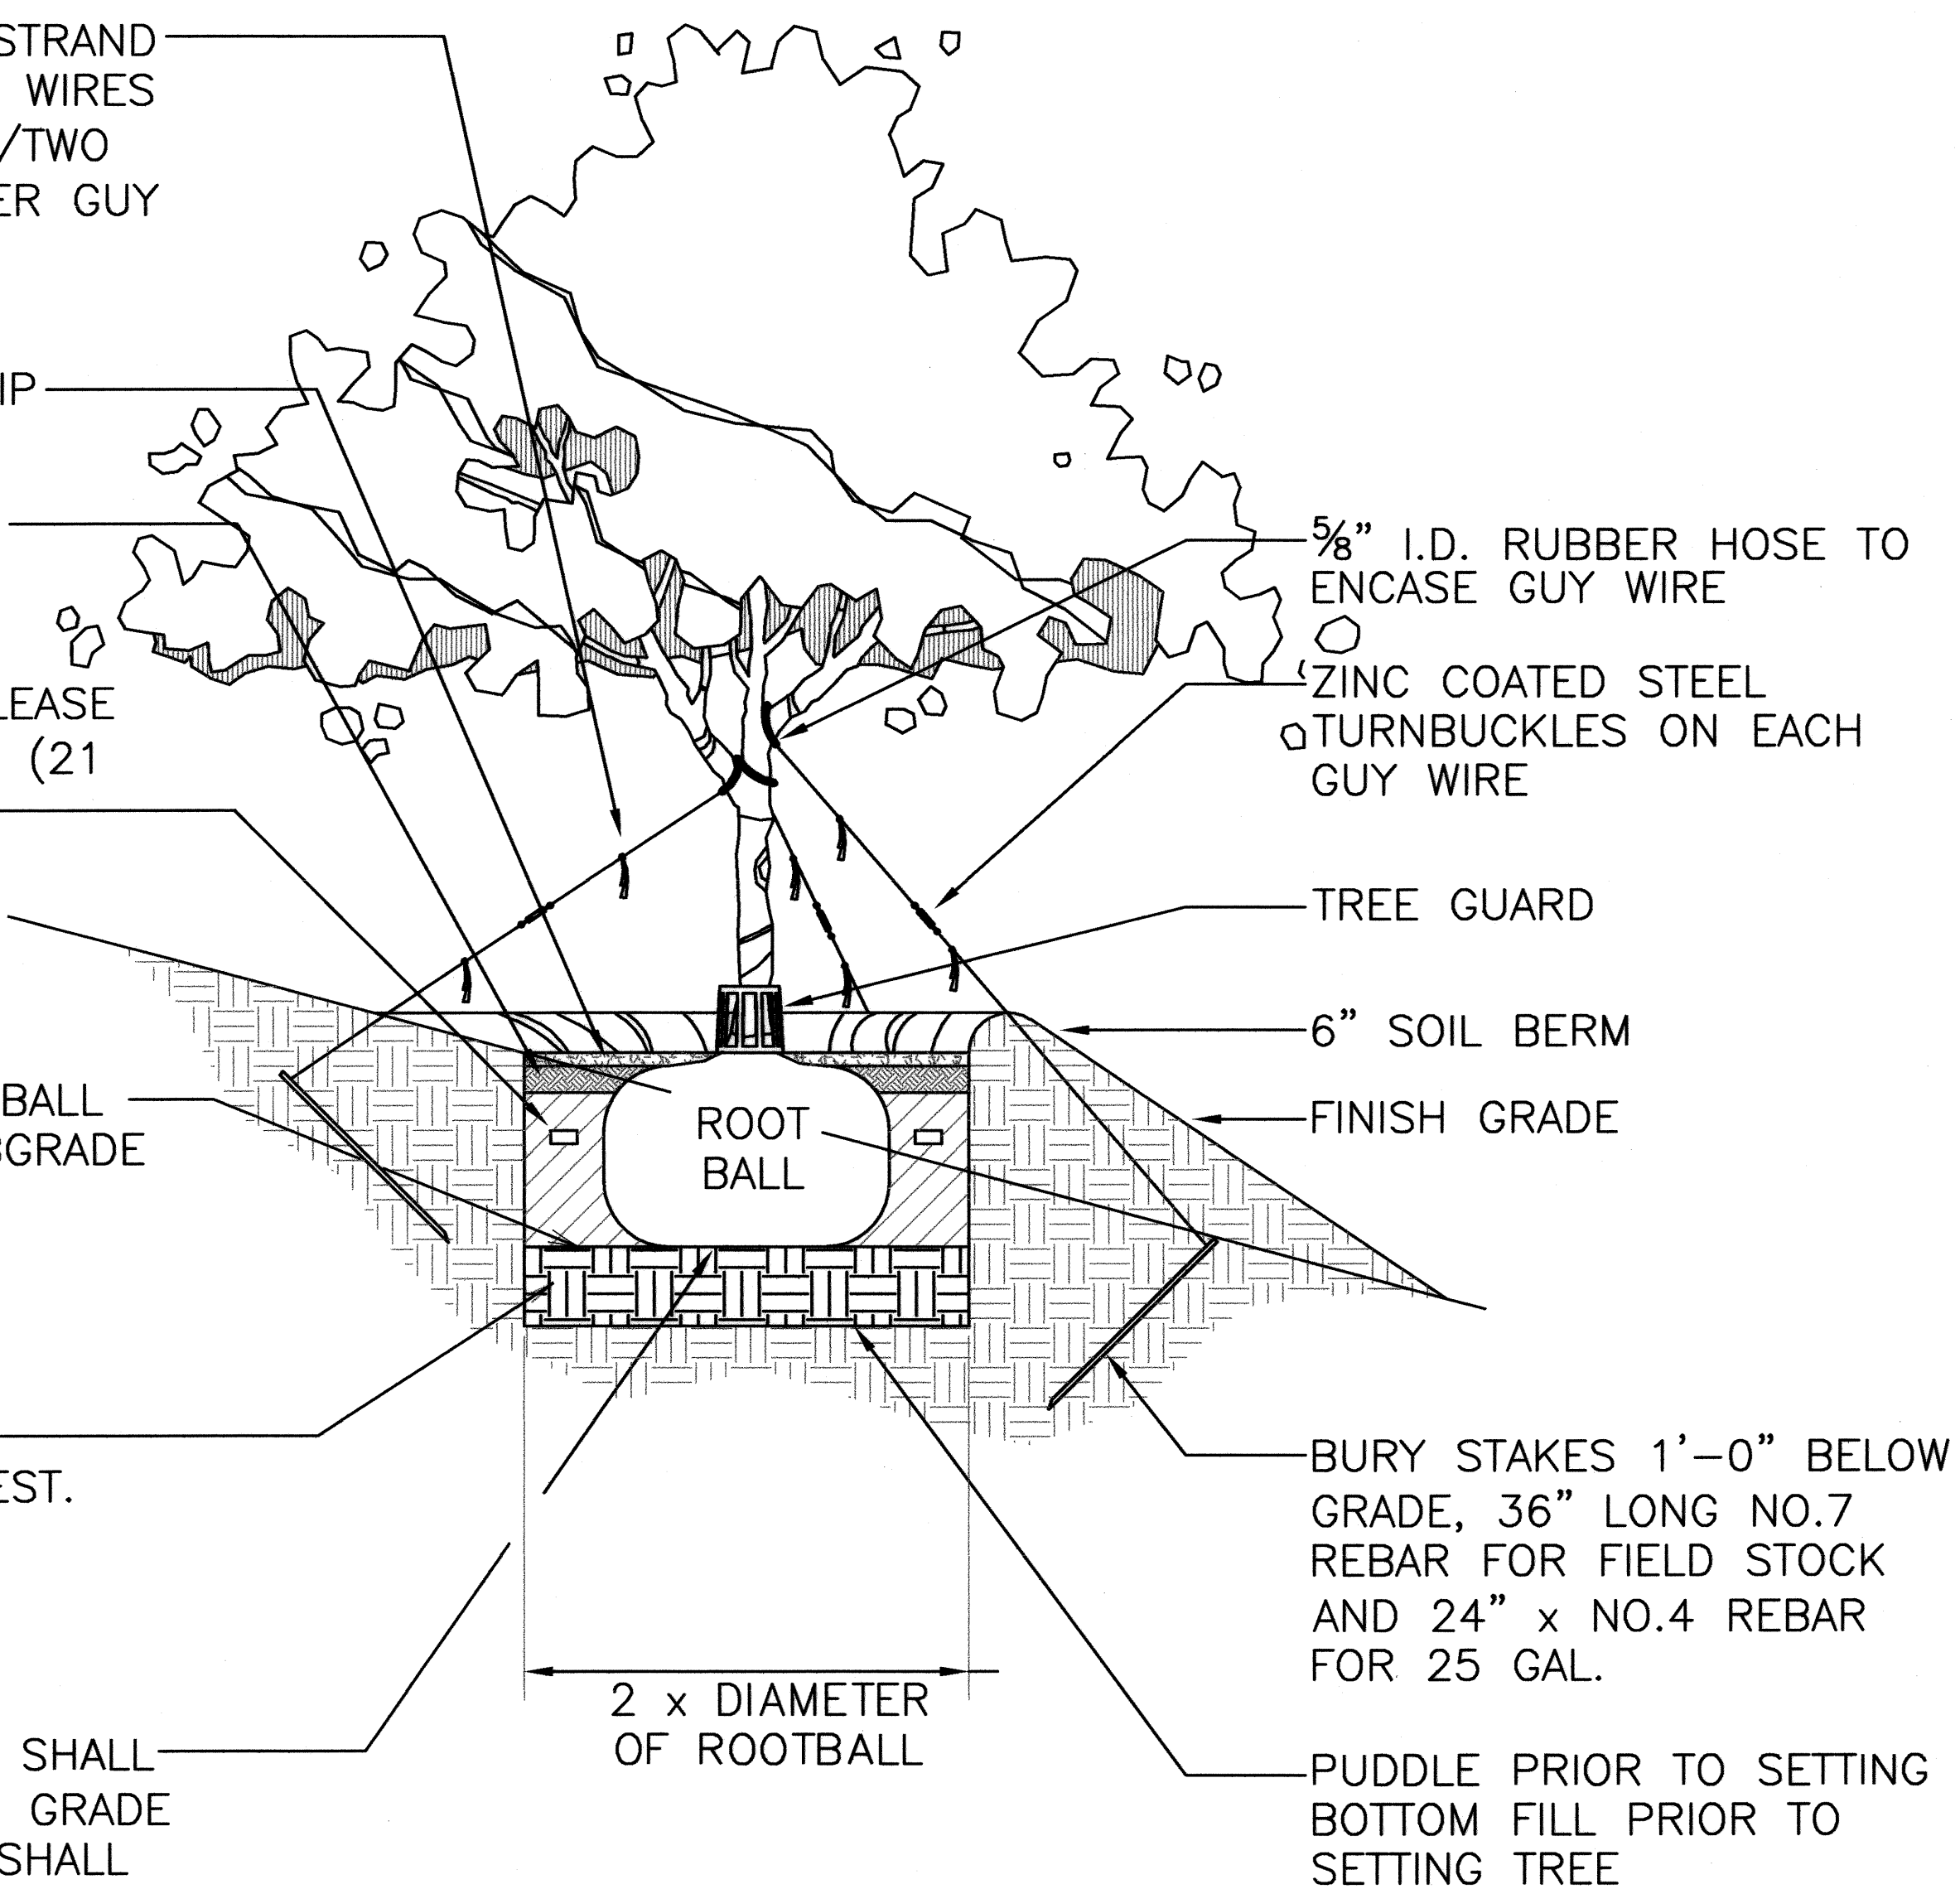 STRAND
WIRES
/TWO
ER GUY
IP
LEASE
(21
BALL
GRADE
EST.
SHALL
GRADE
SHALL
ROOT
BALL
2 x DIAMETER
OF ROOTBALL
⅝” I.D. RUBBER HOSE TO
ENCASE GUY WIRE
ZINC COATED STEEL
TURNBUCKLES ON EACH
GUY WIRE
TREE GUARD
6” SOIL BERM
FINISH GRADE
BURY STAKES 1’-0” BELOW
GRADE, 36” LONG NO.7
REBAR FOR FIELD STOCK
AND 24” x NO.4 REBAR
FOR 25 GAL.
PUDDLE PRIOR TO SETTING
BOTTOM FILL PRIOR TO
SETTING TREE